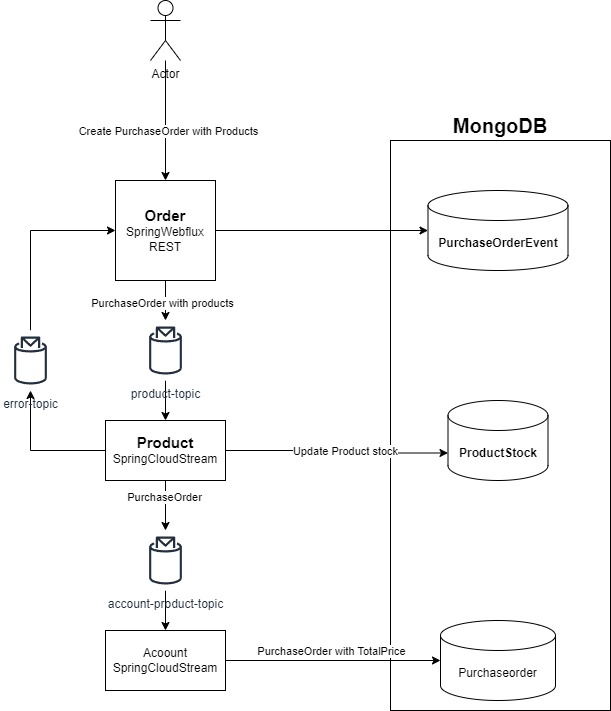 Actor
Create PurchaseOrder with Products
MongoDB
Order
SpringWebflux
REST
PurchaseOrderEvent
PurchaseOrder with products
product-topic
error-topic
Product
SpringCloudStream
Update Product stock
ProductStock
PurchaseOrder
account-product-topic
Acoount
SpringCloudStream
PurchaseOrder with TotalPrice
Purchaseorder